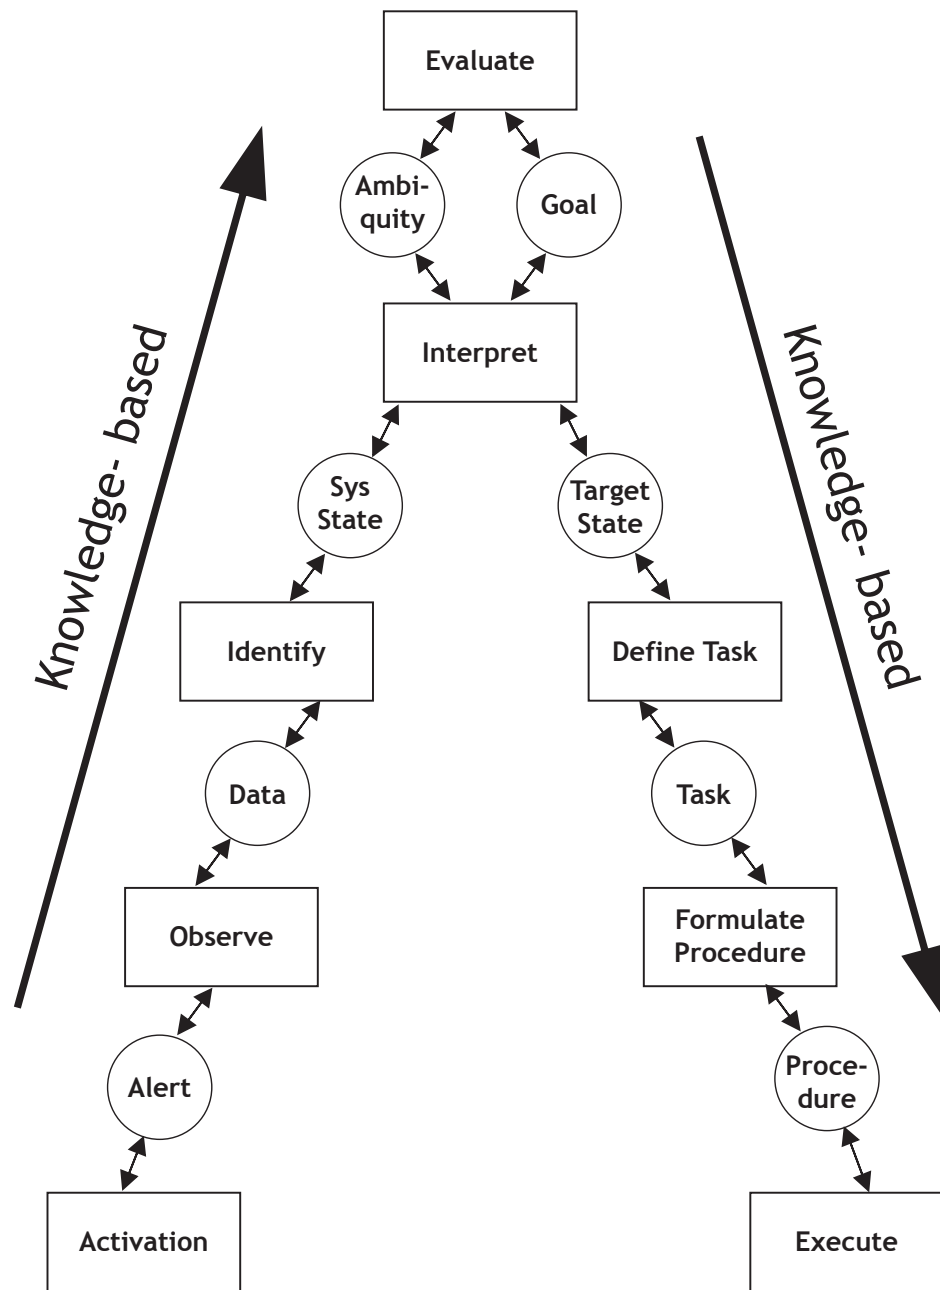 Evaluate
Ambi-
quity
Goal
Interpret
Knowledge- based
Knowledge- based
Sys
State
Target
State
Identify
Define Task
Data
Task
Observe
Formulate
Procedure
Alert
Proce-
dure
Activation
Execute